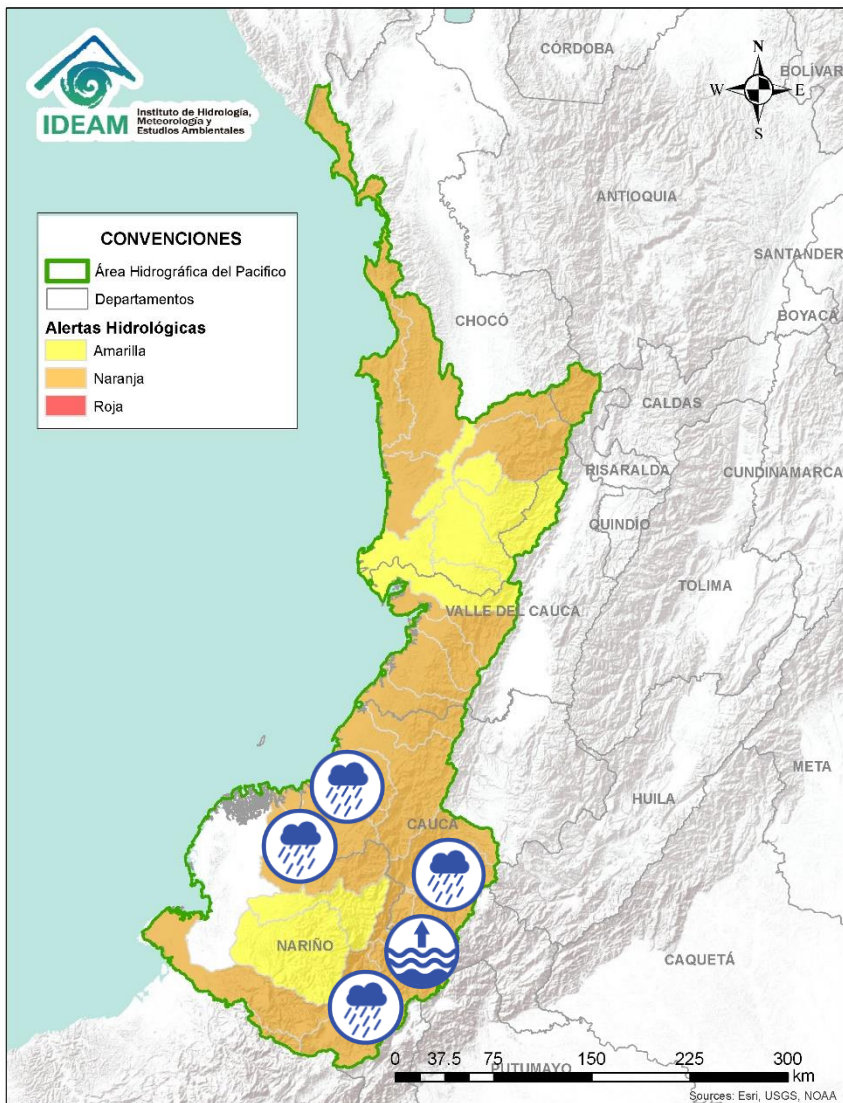 IDEAM
Instituto de Hidrología,
Meteorología y
Estudios Ambientales
CÓRDOBA
BOLÍVAR
N
W
E
S
ANTIOQUIA
SANTANDER
BOYACA
CONVENCIONES
Área Hidrográfica del Pacifico
Departamentos
Alertas Hidrológicas
Amarilla
Naranja
Roja
CHOCÓ
CALDAS
RISARALDA
CUNDINAMARCA
QUINDÍO
TOLIMA
VALLE DEL CAUCA
META
HUILA
CAUCA
NARIÑO
CAQUETÁ
PUTUMAYO
0 37.5 75 150 225 300
km
Sources: Esri, USGS, NOAA